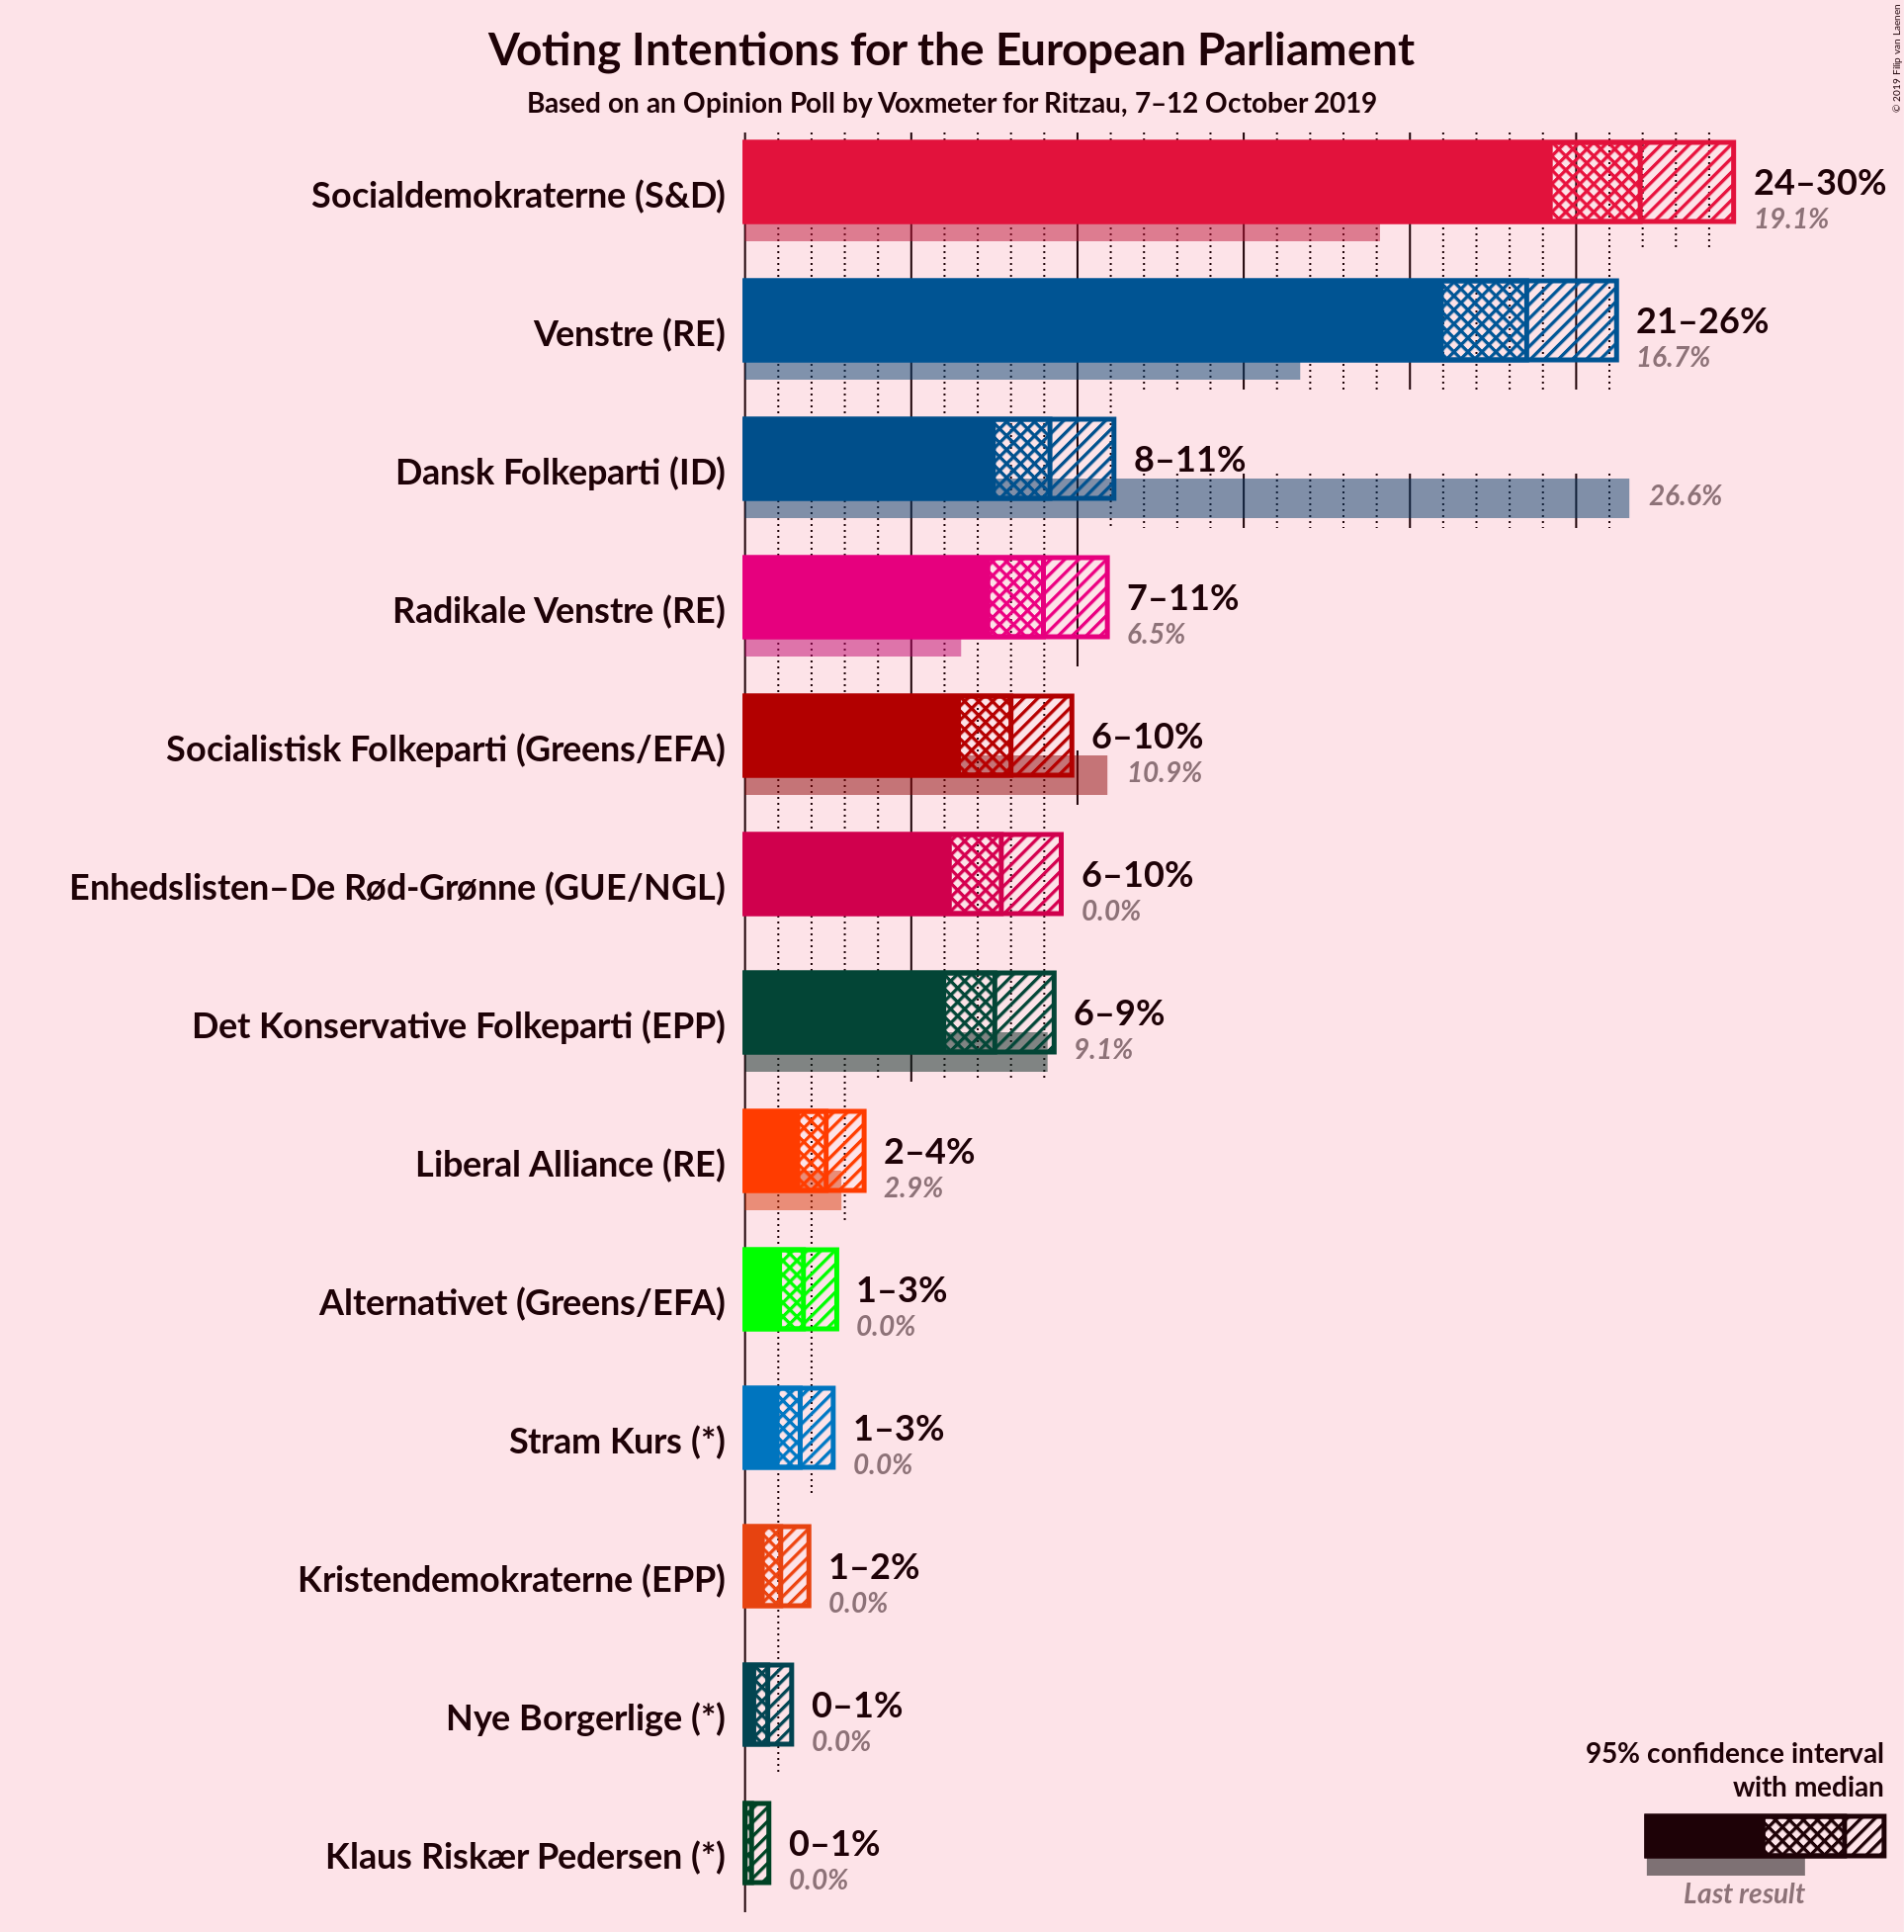 Voting Intentions for the European Parliament
Based on an Opinion Poll by Voxmeter for Ritzau, 7–12 October 2019
© 2019 Filip van Laenen
Socialdemokraterne (S&D)
24–30%
19.1%
Venstre (RE)
21–26%
16.7%
Dansk Folkeparti (ID)
8–11%
26.6%
Radikale Venstre (RE)
7–11%
6.5%
Socialistisk Folkeparti (Greens/EFA)
6–10%
10.9%
Enhedslisten–De Rød-Grønne (GUE/NGL)
6–10%
0.0%
Det Konservative Folkeparti (EPP)
6–9%
9.1%
Liberal Alliance (RE)
2–4%
2.9%
Alternativet (Greens/EFA)
1–3%
0.0%
Stram Kurs (*)
1–3%
0.0%
Kristendemokraterne (EPP)
1–2%
0.0%
Nye Borgerlige (*)
0–1%
0.0%
Klaus Riskær Pedersen (*)
0–1%
0.0%
95% confidence interval
with median
Last result